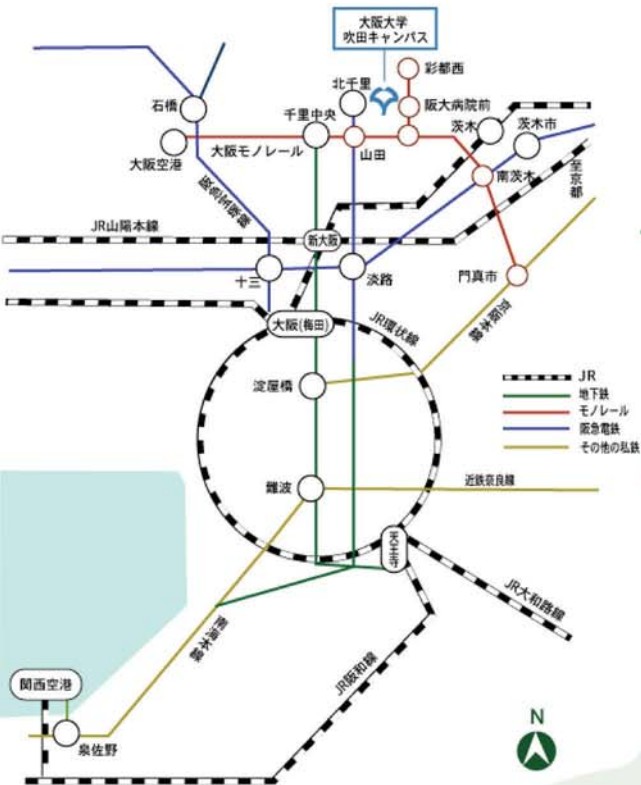 大阪大学
吹田キャンパス
彩都西
北千里
石橋
阪大病院前
千里中央
茨木
茨木市
大阪空港
大阪モノレール
山田
南茨木
至京都
阪急宝塚線
JR山陽本線
新大阪
十三
淡路
門真市
大阪(梅田)
JR環状線
京阪本線
淀屋橋
JR
地下鉄
モノレール
阪急電鉄
その他の私鉄
難波
近鉄奈良線
天王寺
JR大和路線
南海本線
JR阪和線
関西空港
泉佐野
N